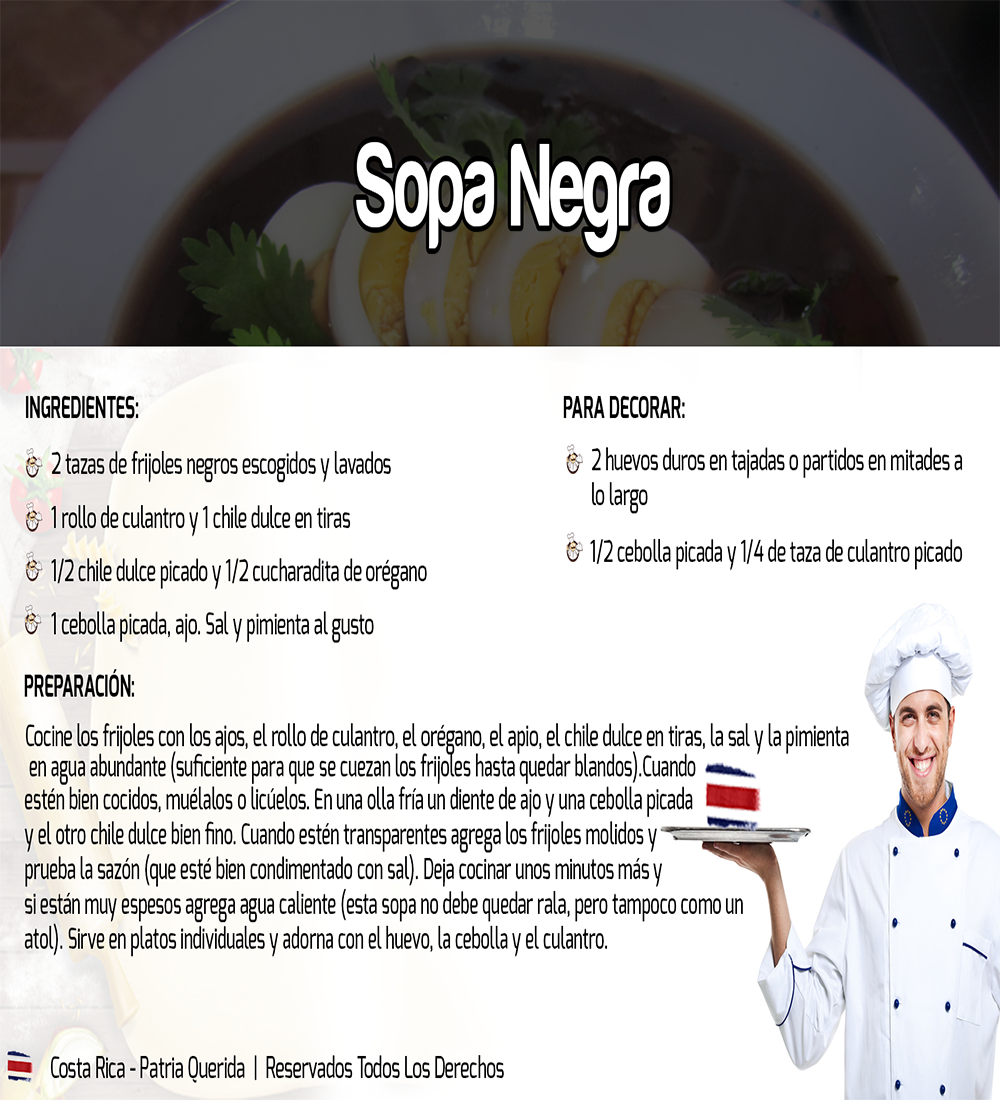 Sopa Negra
INGREDIENTES:
2 tazas de frijoles negros escogidos y lavados
1 rollo de culantro y 1 chile dulce en tiras
1/2 chile dulce picado y 1/2 cucharadita de orégano
1 cebolla picada, ajo. Sal y pimienta al gusto
PARA DECORAR:
2 huevos duros en tajadas o partidos en mitades a
lo largo
1/2 cebolla picada y 1/4 de taza de culantro picado
PREPARACIÓN:
Cocine los frijoles con los ajos, el rollo de culantro, el orégano, el apio, el chile dulce en tiras, la sal y la pimienta
en agua abundante (suficiente para que se cuezan los frijoles hasta quedar blandos).Cuando
estén bien cocidos, muélalos o licúelos. En una olla fría un diente de ajo y una cebolla picada
y el otro chile dulce bien fino. Cuando estén transparentes agrega los frijoles molidos y
prueba la sazón (que esté bien condimentado con sal). Deja cocinar unos minutos más y
si están muy espesos agrega agua caliente (esta sopa no debe quedar rala, pero tampoco como un
atol). Sirve en platos individuales y adorna con el huevo, la cebolla y el culantro.
Costa Rica - Patria Querida | Reservados Todos Los Derechos